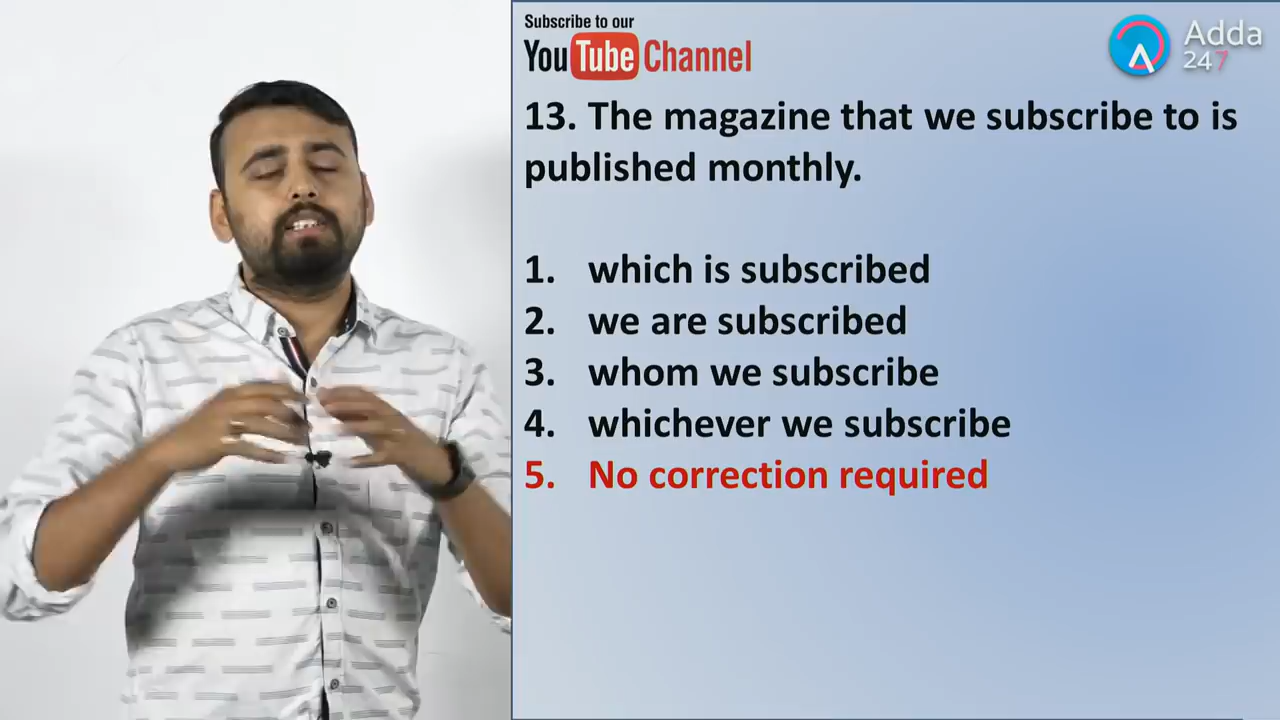 Subscribe to our
YouTube Channel
Adda
247
13. The magazine that we subscribe to is
published monthly.
1. which is subscribed
2. we are subscribed
3. whom we subscribe
4. whichever we subscribe
5. No correction required